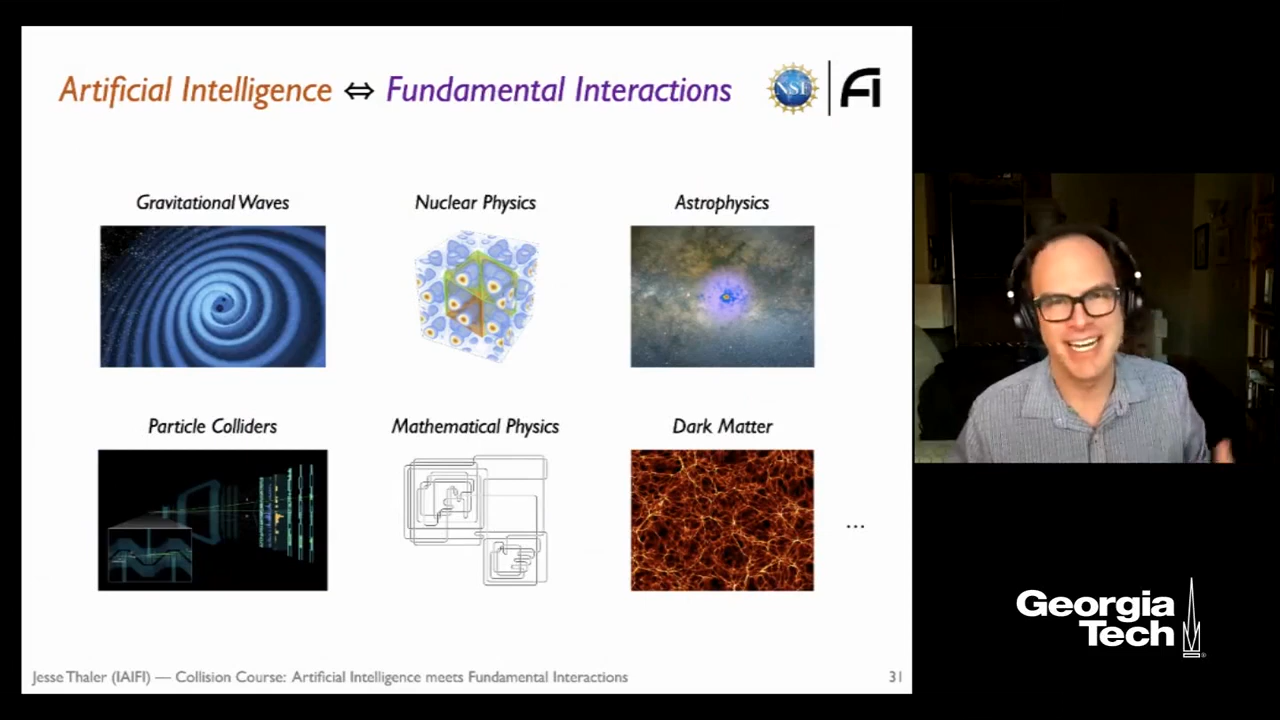 Artificial Intelligence ⇔ Fundamental Interactions
NSF
FI
Gravitational Waves
Nuclear Physics
Astrophysics
Particle Colliders
Mathematical Physics
Dark Matter
...
Jesse Thaler (IAIFI) — Collision Course: Artificial Intelligence meets Fundamental Interactions
31
Georgia
Tech